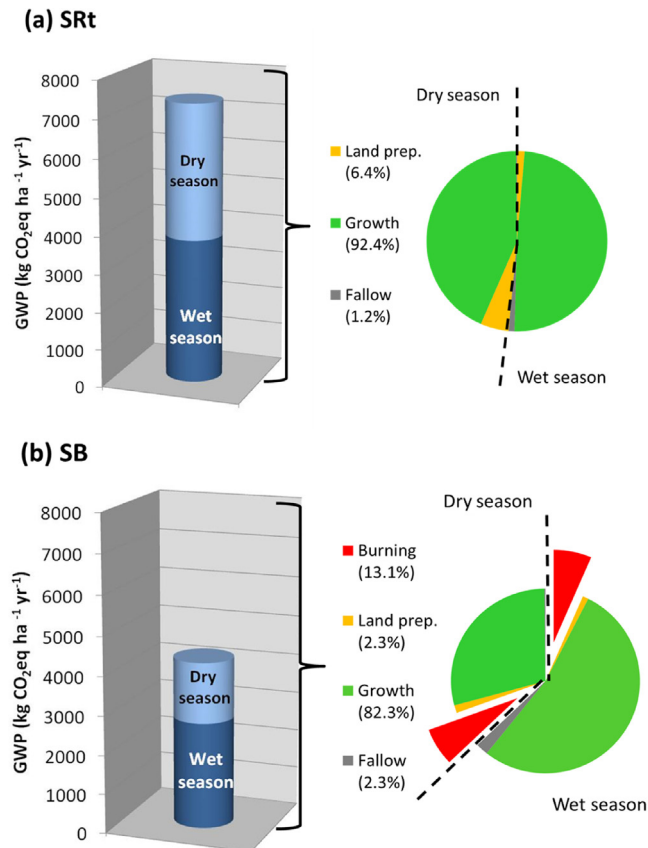 (a) SRt
GWP (kg CO2eq ha -1 yr-1)
8000
7000
6000
5000
4000
3000
2000
1000
0
Dry
season
Wet
season
Dry season
Land prep.
(6.4%)
Growth
(92.4%)
Fallow
(1.2%)
Wet season
(b) SB
GWP (kg CO2eq ha -1 yr-1)
8000
7000
6000
5000
4000
3000
2000
1000
0
Dry
season
Wet
season
Dry season
Burning
(13.1%)
Land prep.
(2.3%)
Growth
(82.3%)
Fallow
(2.3%)
Wet season